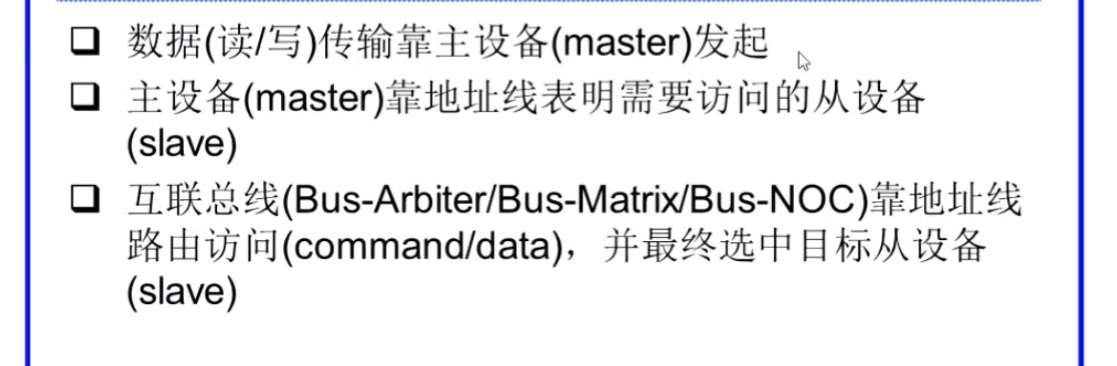 数据(读/写)传输靠主设备(master)发起
主设备(master)靠地址线表明需要访问的从设备
(slave)
互联总线(Bus-Arbiter/Bus-Matrix/Bus-NOC)靠地址线
路由访问(command/data)，并最终选中目标从设备
(slave)